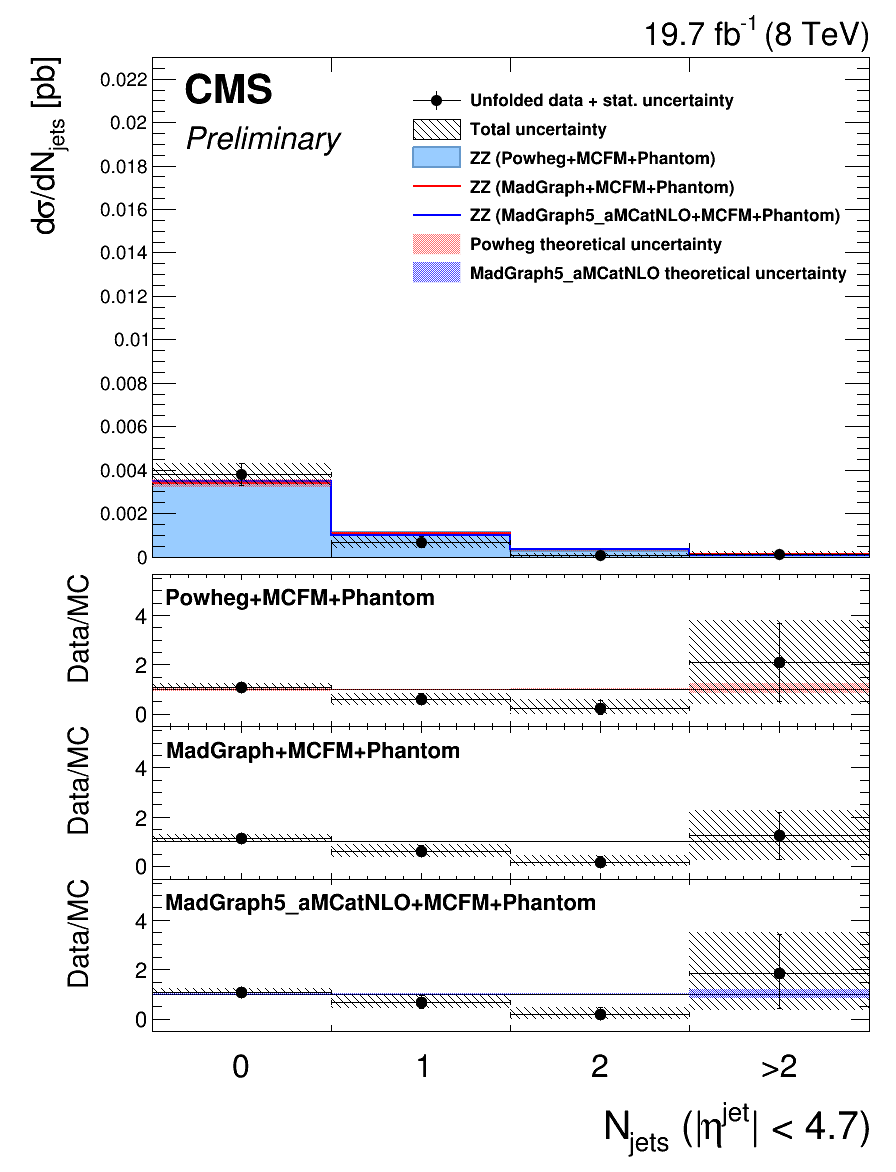 19.7 fb⁻¹ (8 TeV)
dσ/dN_jets [pb]
CMS
Preliminary
Unfolded data + stat. uncertainty
Total uncertainty
ZZ (Powheg+MCFM+Phantom)
ZZ (MadGraph+MCFM+Phantom)
ZZ (MadGraph5_aMCatNLO+MCFM+Phantom)
Powheg theoretical uncertainty
MadGraph5_aMCatNLO theoretical uncertainty
0.022
0.02
0.018
0.016
0.014
0.012
0.01
0.008
0.006
0.004
0.002
0
Data/MC
Powheg+MCFM+Phantom
4
2
0
Data/MC
MadGraph+MCFM+Phantom
4
2
0
Data/MC
MadGraph5_aMCatNLO+MCFM+Phantom
4
2
0
0 1 2 >2
N_jets (|η^jet| < 4.7)